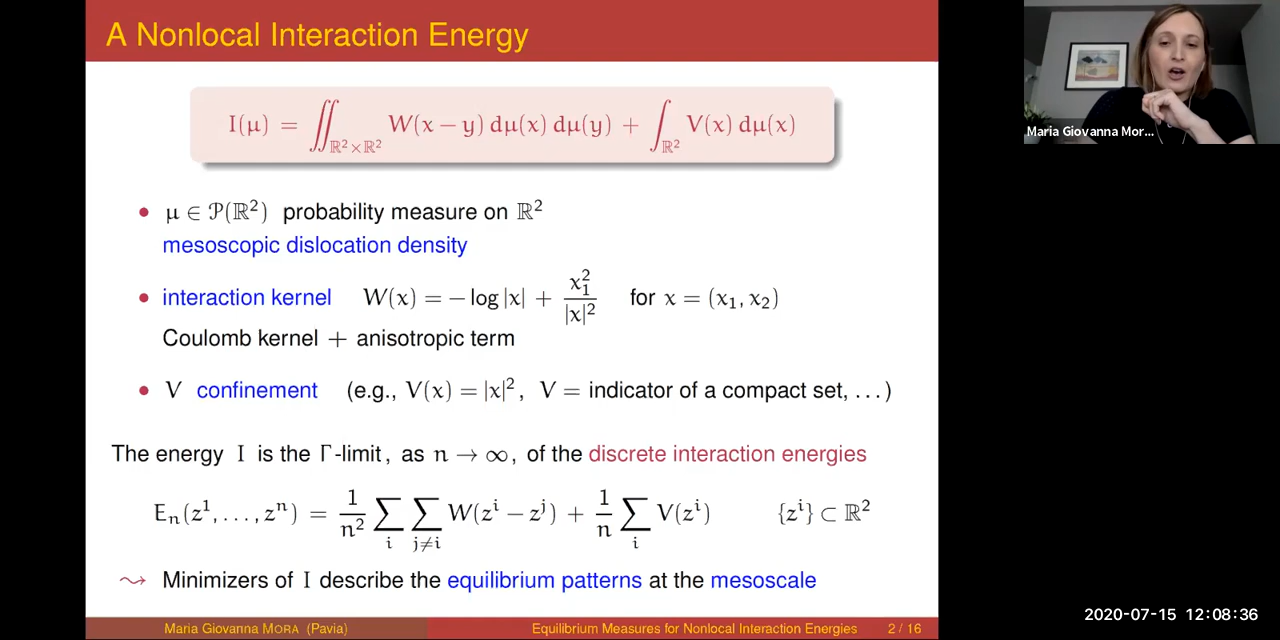 A Nonlocal Interaction Energy
I(μ) = ∬_{ℝ²×ℝ²} W(x − y) dμ(x) dμ(y) + ∫_{ℝ²} V(x) dμ(x)
• μ ∈ 𝒫(ℝ²) probability measure on ℝ²
mesoscopic dislocation density
• interaction kernel W(x) = − log |x| + x₁²/|x|² for x = (x₁, x₂)
Coulomb kernel + anisotropic term
• V confinement (e.g., V(x) = |x|², V = indicator of a compact set, ...)
The energy I is the Γ-limit, as n → ∞, of the discrete interaction energies
Eₙ(z¹, ..., zⁿ) = 1/n² ∑_i ∑_{j≠i} W(zⁱ − zʲ) + 1/n ∑_i V(zⁱ) {zⁱ} ⊂ ℝ²
⇝ Minimizers of I describe the equilibrium patterns at the mesoscale
Maria Giovanna MORA (Pavia) Equilibrium Measures for Nonlocal Interaction Energies 2 / 16
Maria Giovanna Mor...
2020-07-15 12:08:36